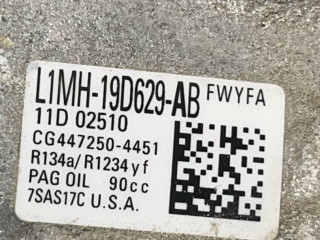 L1MH-19D629-AB FWYFA
11D 02510
CG447250-4451
R134a/R1234yf
PAG OIL 90cc
7SAS17C U.S.A.